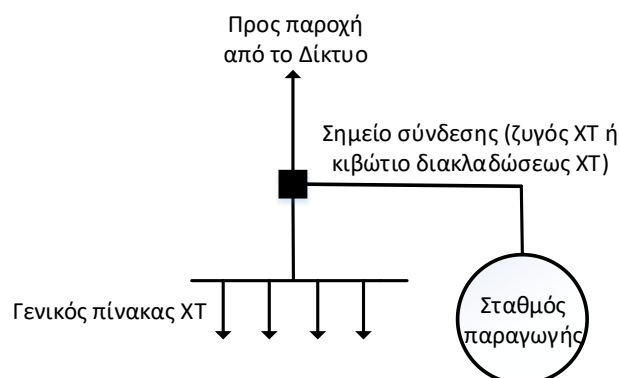 Προς παροχή
από το Δίκτυο
Σημείο σύνδεσης (ζυγός ΧΤ ή
κιβώτιο διακλαδώσεως ΧΤ)
Γενικός πίνακας ΧΤ
Σταθμός
παραγωγής